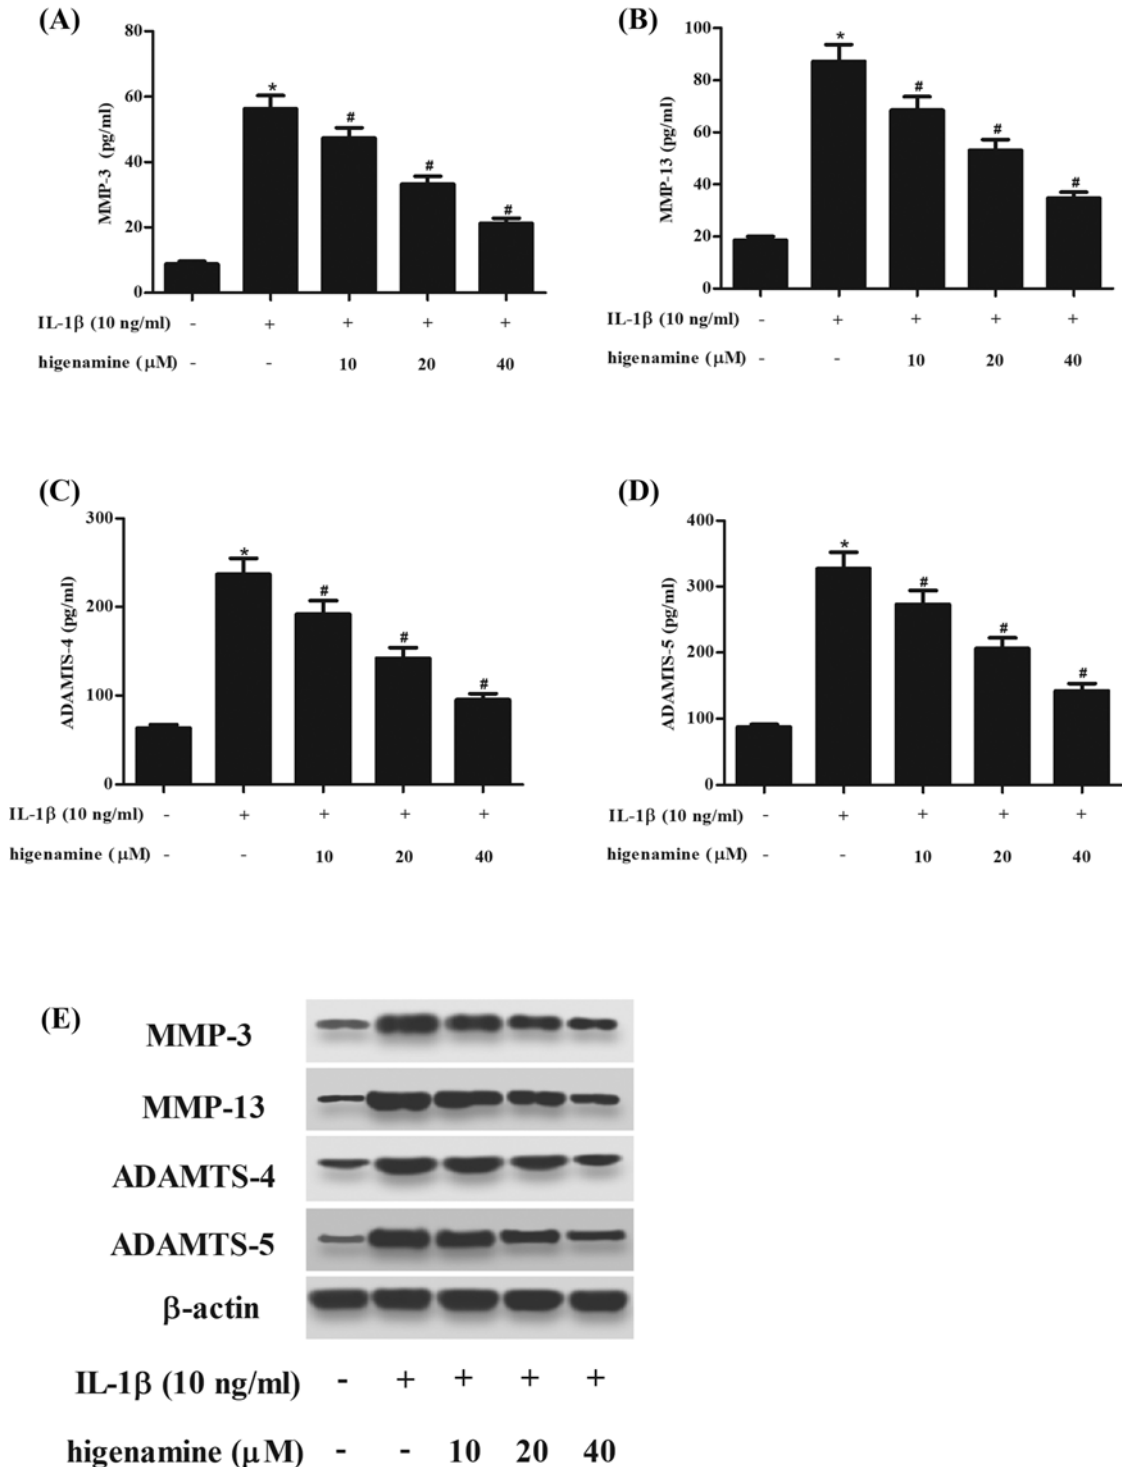 (A)
MMP-3 (pg/ml)
80
60
40
20
0
*
#
#
#
IL-1β (10 ng/ml) - + + + +
higenamine (μM) - - 10 20 40
(B)
MMP-13 (pg/ml)
100
80
60
40
20
0
*
#
#
#
IL-1β (10 ng/ml) - + + + +
higenamine (μM) - - 10 20 40
(C)
ADAMTS-4 (pg/ml)
300
200
100
0
*
#
#
#
IL-1β (10 ng/ml) - + + + +
higenamine (μM) - - 10 20 40
(D)
ADAMTS-5 (pg/ml)
400
300
200
100
0
*
#
#
#
IL-1β (10 ng/ml) - + + + +
higenamine (μM) - - 10 20 40
(E)
MMP-3
MMP-13
ADAMTS-4
ADAMTS-5
β-actin
IL-1β (10 ng/ml) - + + + +
higenamine (μM) - - 10 20 40